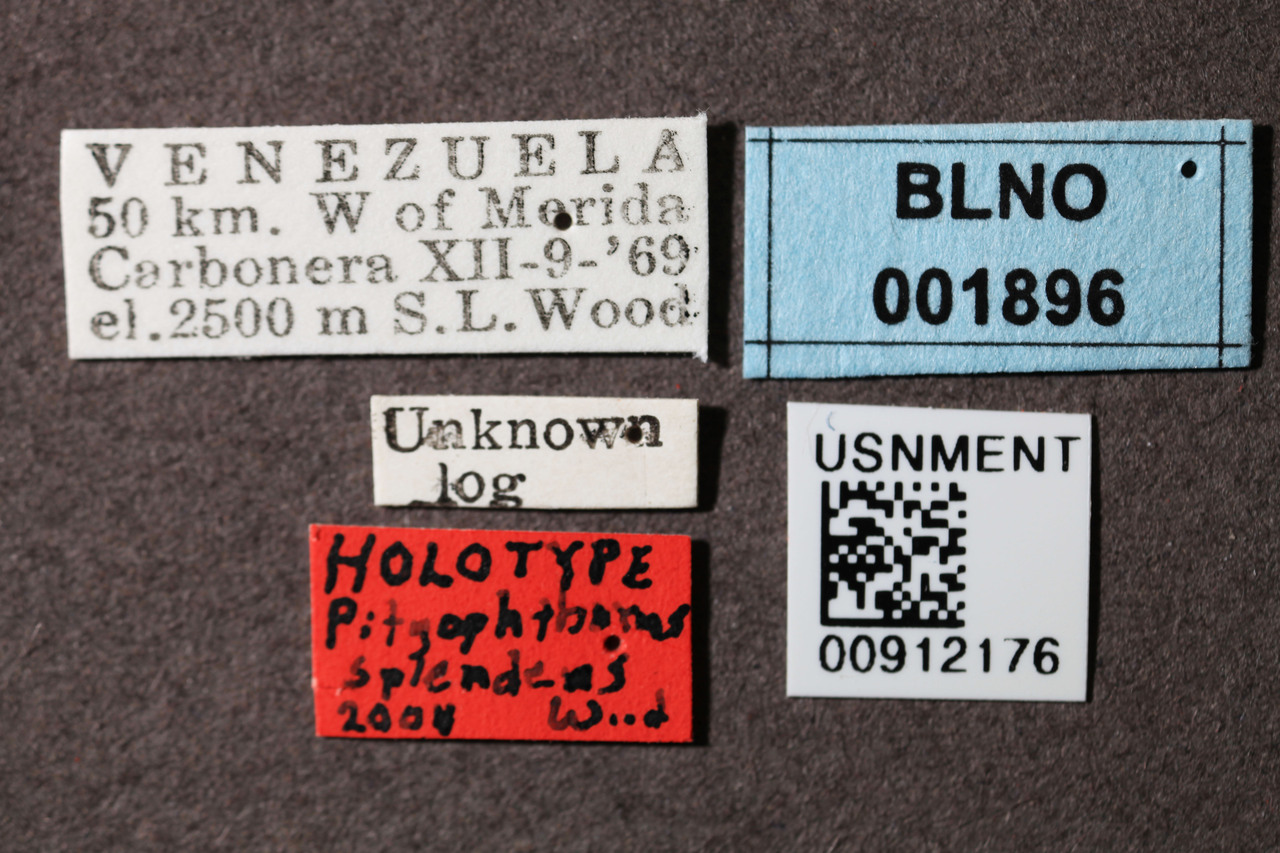 VENEZUELA
50 km. W of Merida
Carbonera XII-9-'69
el.2500 m S.L.Wood
BLNO
001896
Unknown
log
USNMENT
00912176
HOLOTYPE
Pityophthorus
splendens
2004 Wood